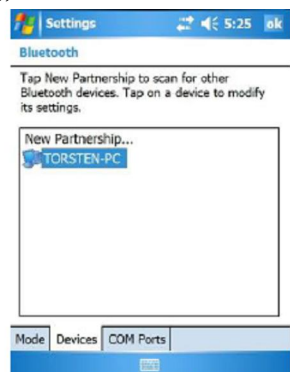 Settings 5:25 ok
Bluetooth
Tap New Partnership to scan for other
Bluetooth devices. Tap on a device to modify
its settings.
New Partnership...
TORSTEN-PC
Mode Devices COM Ports